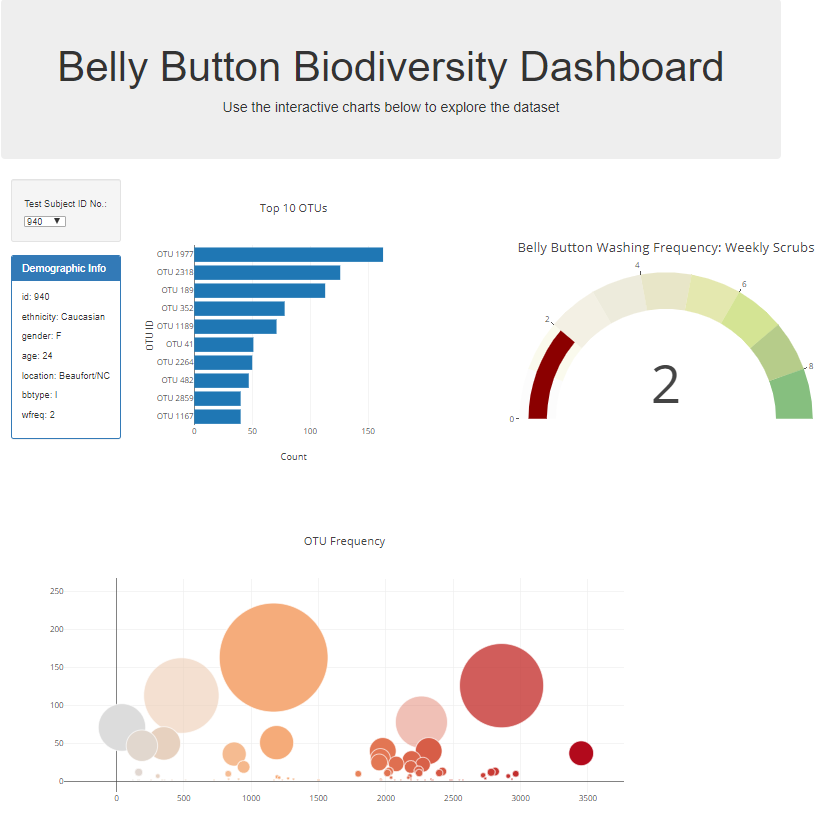 Belly Button Biodiversity Dashboard
Use the interactive charts below to explore the dataset
Test Subject ID No.:
940
Demographic Info
id: 940
ethnicity: Caucasian
gender: F
age: 24
location: Beaufort/NC
bbtype: I
wfreq: 2
Top 10 OTUs
OTU ID
OTU 1977
OTU 2318
OTU 189
OTU 352
OTU 1189
OTU 41
OTU 2264
OTU 482
OTU 2859
OTU 1167
0 50 100 150
Count
Belly Button Washing Frequency: Weekly Scrubs
0
2
4
6
8
2
OTU Frequency
250
200
150
100
50
0
0 500 1000 1500 2000 2500 3000 3500